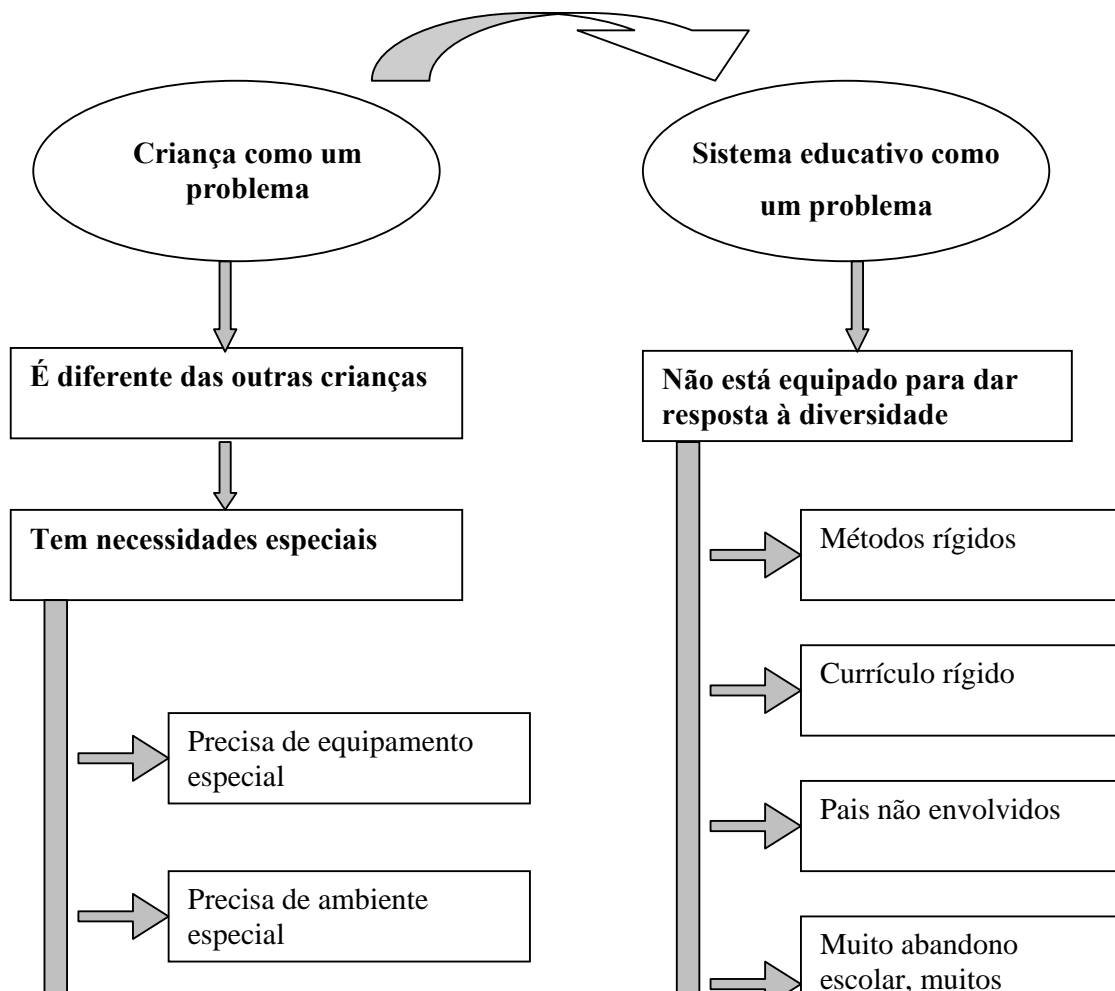 Criança como um
problema
É diferente das outras crianças
Tem necessidades especiais
Precisa de equipamento
especial
Precisa de ambiente
especial
Sistema educativo como
um problema
Não está equipado para dar
resposta à diversidade
Métodos rígidos
Currículo rígido
Pais não envolvidos
Muito abandono
escolar, muitos